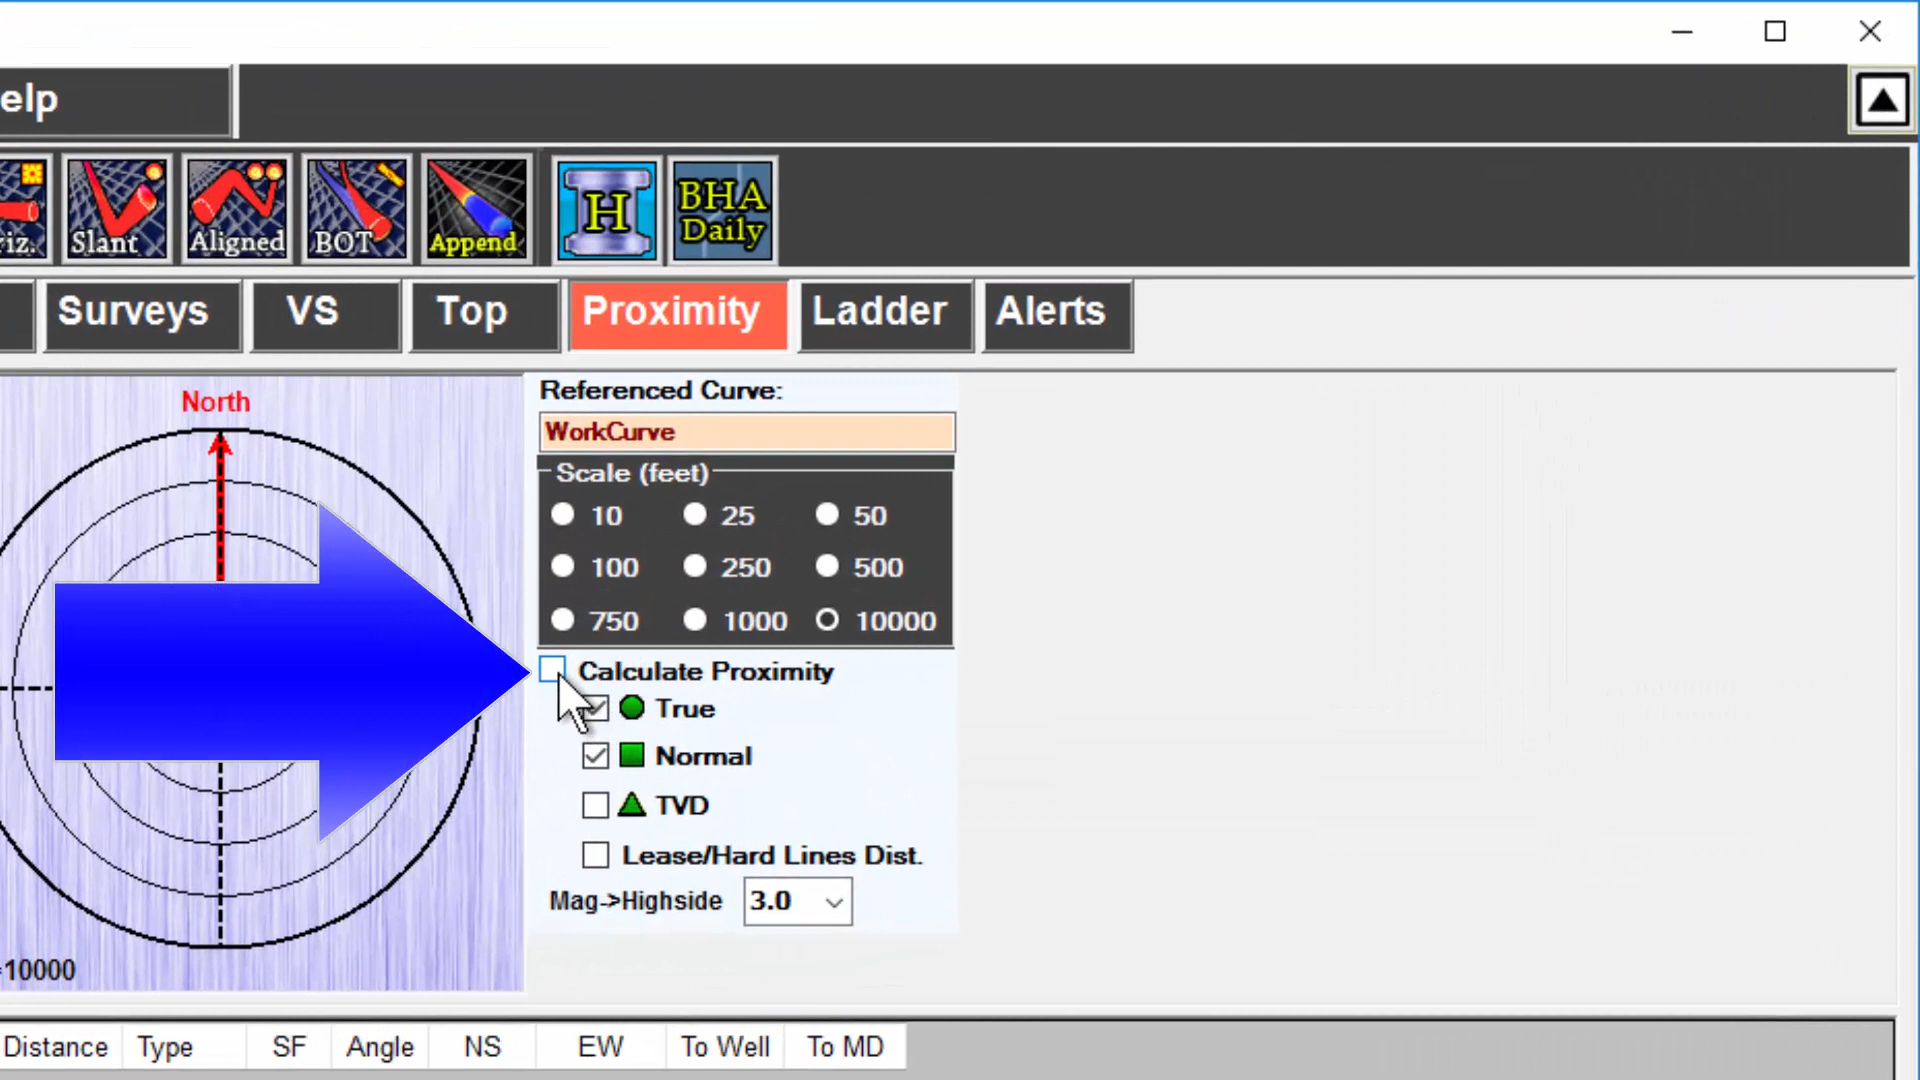 elp
iz. Slant Aligned BOT Append H BHA Daily
Surveys VS Top Proximity Ladder Alerts
North
Referenced Curve:
WorkCurve
Scale (feet)
10 25 50
100 250 500
750 1000 10000
Calculate Proximity
True
Normal
TVD
Lease/Hard Lines Dist.
Mag->Highside 3.0
=10000
Distance Type SF Angle NS EW To Well To MD